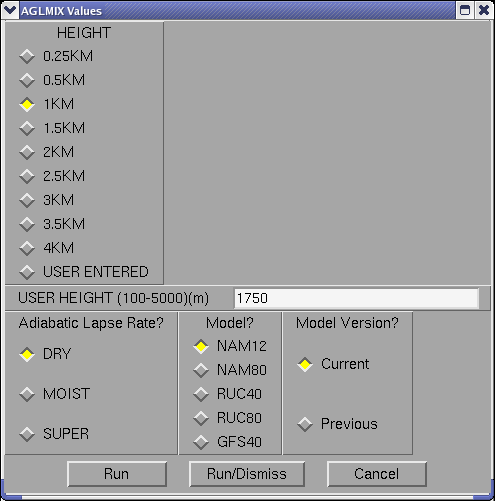 AGLMIX Values
HEIGHT
0.25KM
0.5KM
1KM
1.5KM
2KM
2.5KM
3KM
3.5KM
4KM
USER ENTERED
USER HEIGHT (100-5000)(m) 1750
Adiabatic Lapse Rate?
DRY
MOIST
SUPER
Model?
NAM12
NAM80
RUC40
RUC80
GFS40
Model Version?
Current
Previous
Run Run/Dismiss Cancel